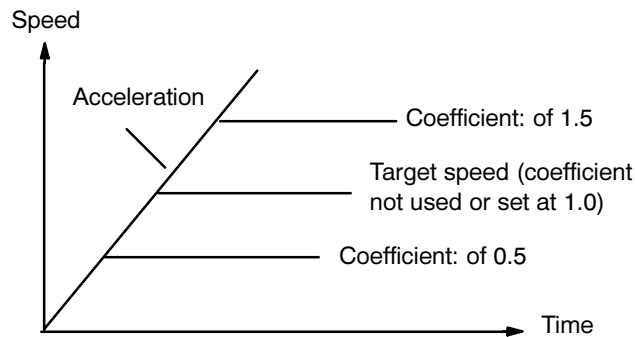 Speed
Acceleration
Coefficient: of 1.5
Target speed (coefficient
not used or set at 1.0)
Coefficient: of 0.5
Time